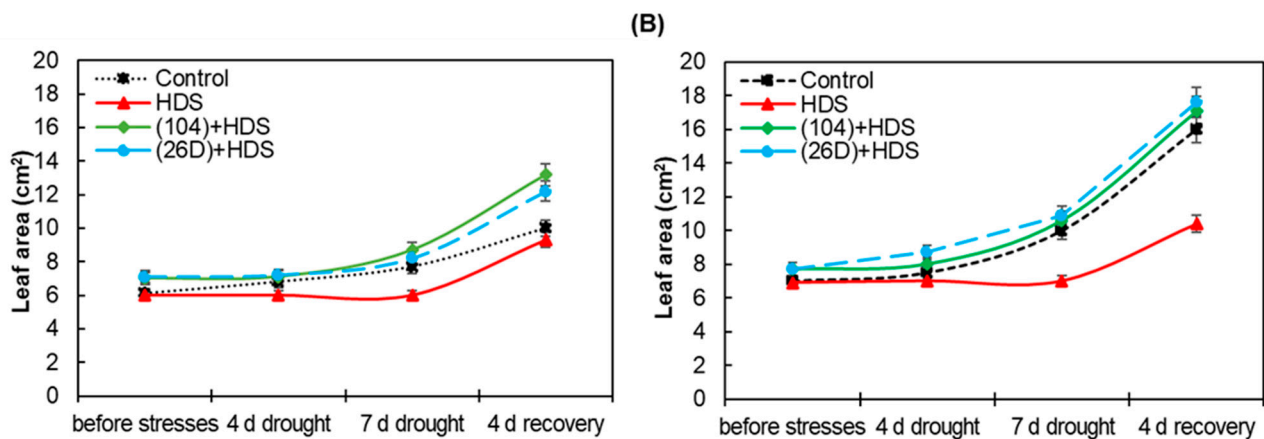 (B)
20
18
16
14
12
10
8
6
4
2
0
Leaf area (cm²)
Control
HDS
(104)+HDS
(26D)+HDS
before stresses 4 d drought 7 d drought 4 d recovery
20
18
16
14
12
10
8
6
4
2
0
Leaf area (cm²)
Control
HDS
(104)+HDS
(26D)+HDS
before stresses 4 d drought 7 d drought 4 d recovery